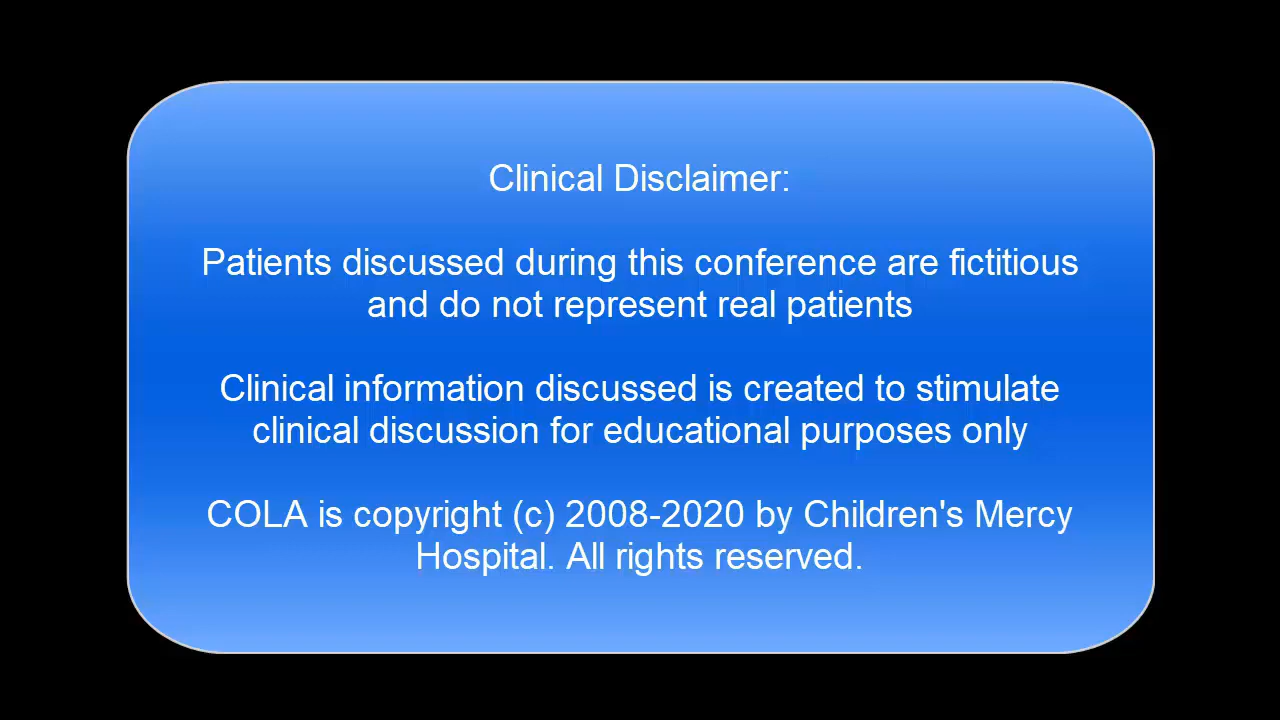 Clinical Disclaimer:
Patients discussed during this conference are fictitious
and do not represent real patients
Clinical information discussed is created to stimulate
clinical discussion for educational purposes only
COLA is copyright (c) 2008-2020 by Children's Mercy
Hospital. All rights reserved.